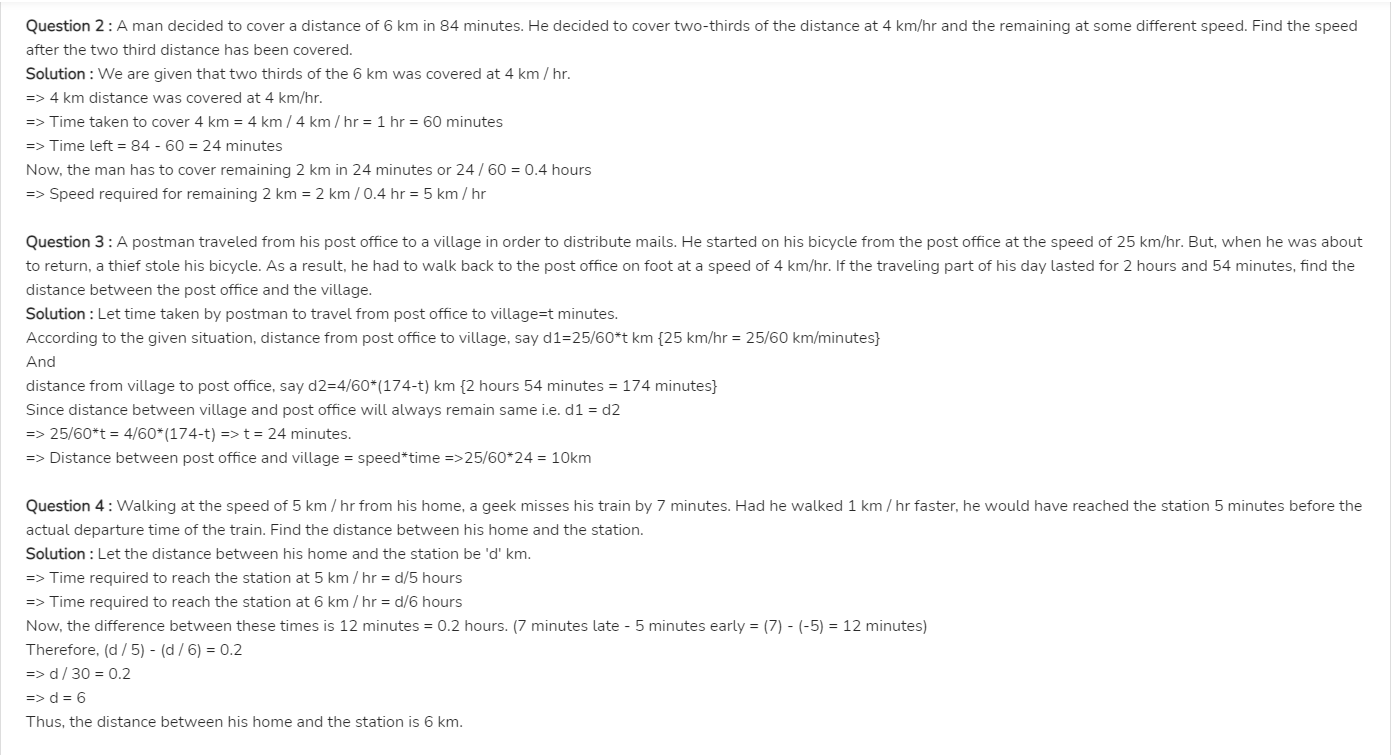 Question 2 : A man decided to cover a distance of 6 km in 84 minutes. He decided to cover two-thirds of the distance at 4 km/hr and the remaining at some different speed. Find the speed
after the two third distance has been covered.
Solution : We are given that two thirds of the 6 km was covered at 4 km / hr.
=> 4 km distance was covered at 4 km/hr.
=> Time taken to cover 4 km = 4 km / 4 km / hr = 1 hr = 60 minutes
=> Time left = 84 - 60 = 24 minutes
Now, the man has to cover remaining 2 km in 24 minutes or 24 / 60 = 0.4 hours
=> Speed required for remaining 2 km = 2 km / 0.4 hr = 5 km / hr
Question 3 : A postman traveled from his post office to a village in order to distribute mails. He started on his bicycle from the post office at the speed of 25 km/hr. But, when he was about
to return, a thief stole his bicycle. As a result, he had to walk back to the post office on foot at a speed of 4 km/hr. If the traveling part of his day lasted for 2 hours and 54 minutes, find the
distance between the post office and the village.
Solution : Let time taken by postman to travel from post office to village=t minutes.
According to the given situation, distance from post office to village, say d1=25/60*t km {25 km/hr = 25/60 km/minutes}
And
distance from village to post office, say d2=4/60*(174-t) km {2 hours 54 minutes = 174 minutes}
Since distance between village and post office will always remain same i.e. d1 = d2
=> 25/60*t = 4/60*(174-t) => t = 24 minutes.
=> Distance between post office and village = speed*time =>25/60*24 = 10km
Question 4 : Walking at the speed of 5 km / hr from his home, a geek misses his train by 7 minutes. Had he walked 1 km / hr faster, he would have reached the station 5 minutes before the
actual departure time of the train. Find the distance between his home and the station.
Solution : Let the distance between his home and the station be 'd' km.
=> Time required to reach the station at 5 km / hr = d/5 hours
=> Time required to reach the station at 6 km / hr = d/6 hours
Now, the difference between these times is 12 minutes = 0.2 hours. (7 minutes late - 5 minutes early = (7) - (-5) = 12 minutes)
Therefore, (d / 5) - (d / 6) = 0.2
=> d / 30 = 0.2
=> d = 6
Thus, the distance between his home and the station is 6 km.